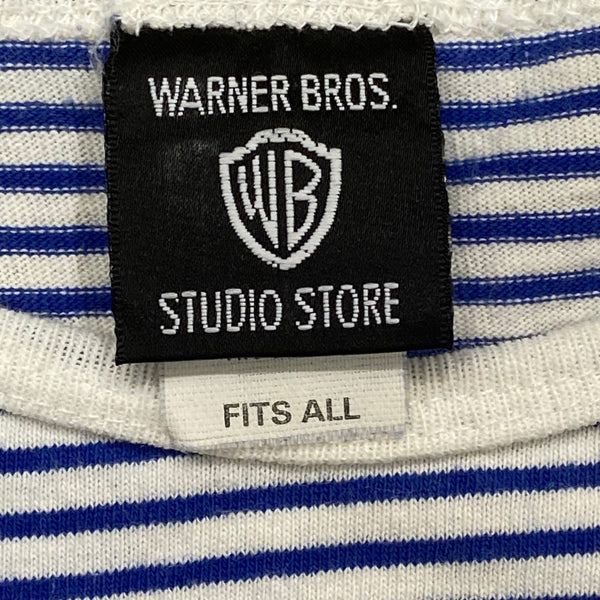 WARNER BROS.
WB
STUDIO STORE
FITS ALL